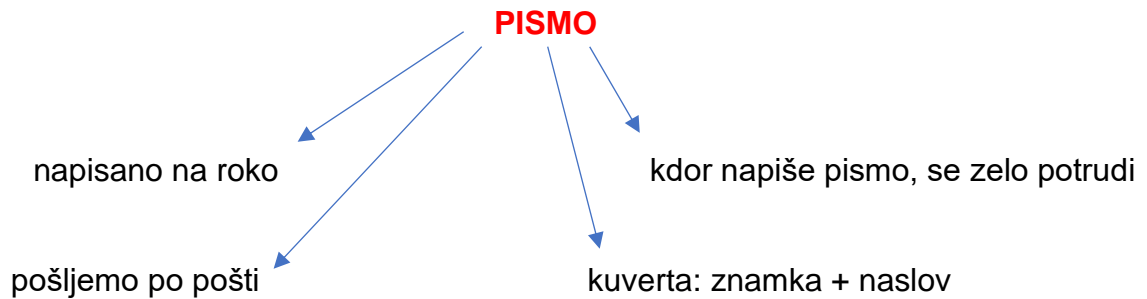 PISMO
napisano na roko
kdor napiše pismo, se zelo potrudi
pošljemo po pošti
kuverta: znamka + naslov